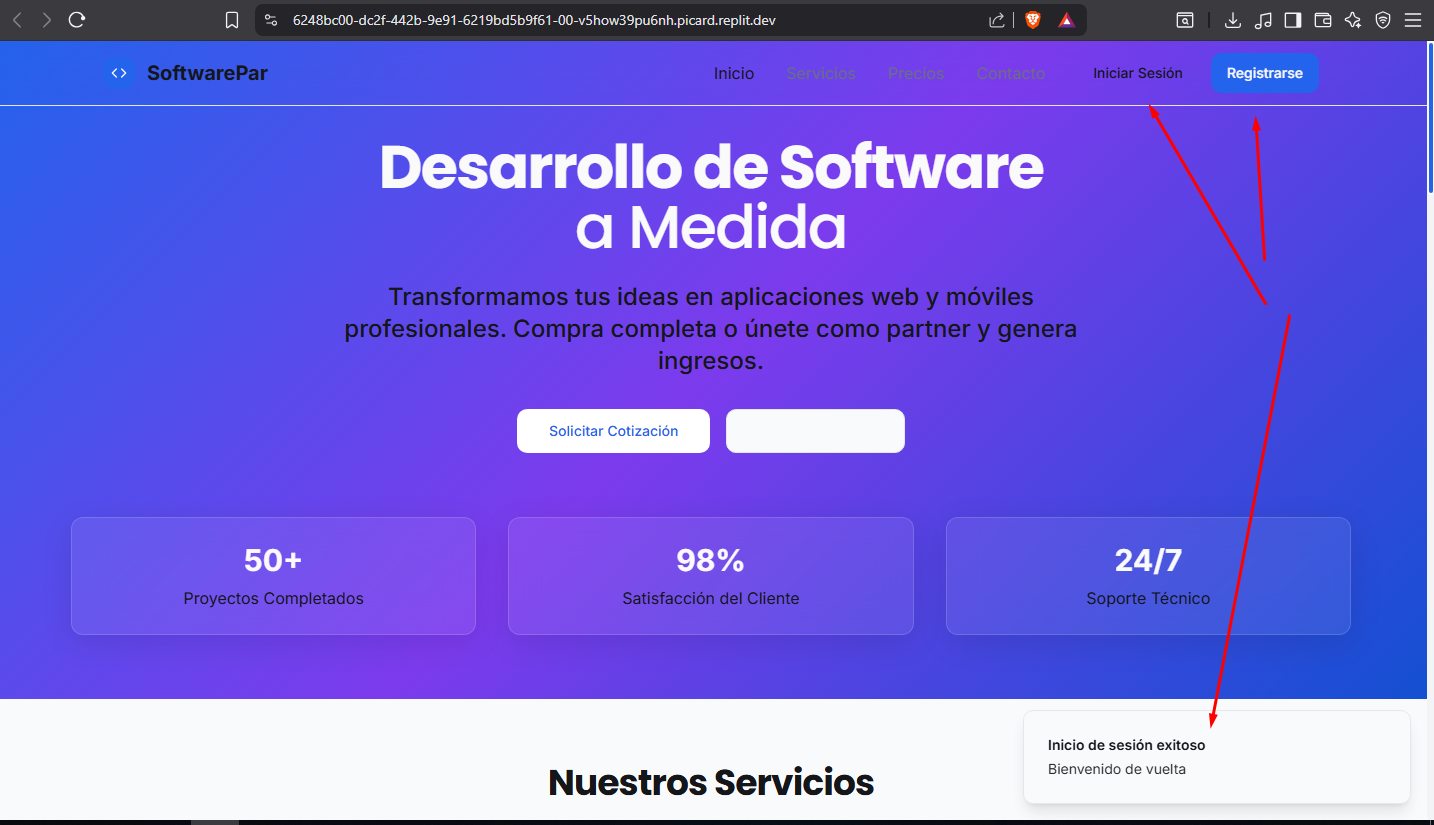 6248bc00-dc2f-442b-9e91-6219bd5b9f61-00-v5how39pu6nh.picard.replit.dev
SoftwarePar
Inicio Servicios Precios Contacto Iniciar Sesión Registrarse
Desarrollo de Software
a Medida
Transformamos tus ideas en aplicaciones web y móviles
profesionales. Compra completa o únete como partner y genera
ingresos.
Solicitar Cotización
50+ 98% 24/7
Proyectos Completados Satisfacción del Cliente Soporte Técnico
Inicio de sesión exitoso
Bienvenido de vuelta
Nuestros Servicios